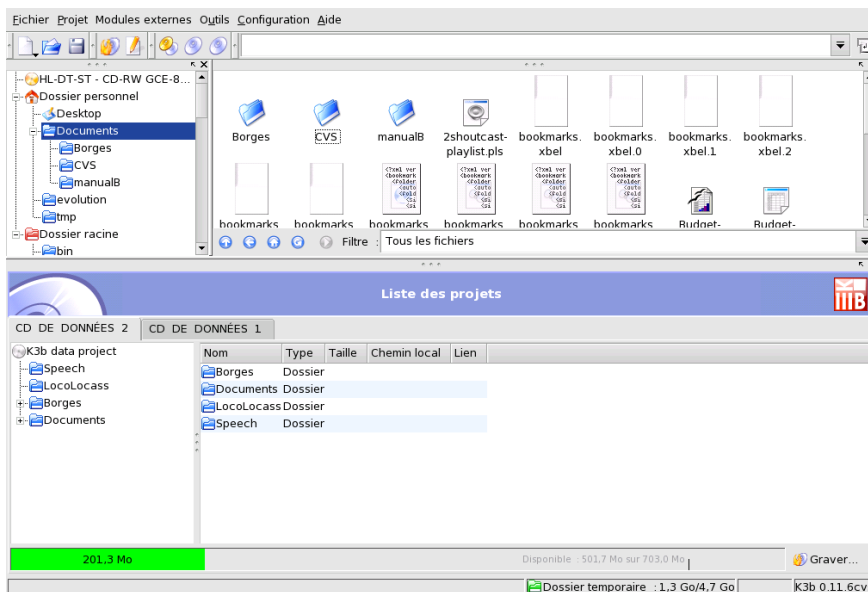 Fichier Projet Modules externes Outils Configuration Aide
HL-DT-ST - CD-RW GCE-8...
Dossier personnel
Desktop
Documents
Borges
CVS
manualB
evolution
tmp
Dossier racine
bin
Borges CVS manualB 2shoutcast-playlist.pls bookmarks.xbel bookmarks.xbel.0 bookmarks.xbel.1 bookmarks.xbel.2
bookmarks bookmarks bookmarks bookmarks bookmarks bookmarks Budget- Budget-
Filtre : Tous les fichiers
Liste des projets
CD DE DONNÉES 2 CD DE DONNÉES 1
K3b data project
Speech
LocoLocass
Borges
Documents
Nom Type Taille Chemin local Lien
Borges Dossier
Documents Dossier
LocoLocass Dossier
Speech Dossier
201,3 Mo Disponible : 501,7 Mo sur 703,0 Mo Graver...
Dossier temporaire : 1,3 Go/4,7 Go K3b 0.11.6cv